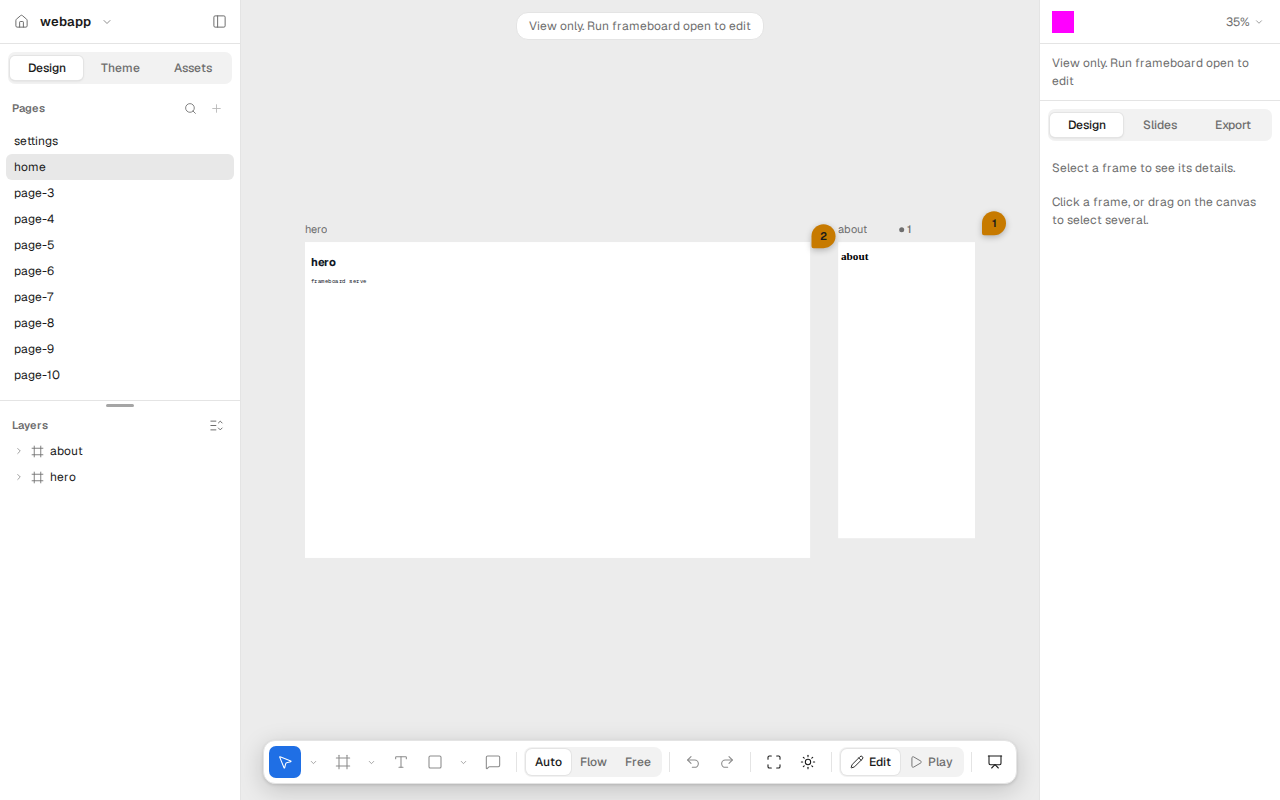 webapp
View only. Run frameboard open to edit
35%
View only. Run frameboard open to
edit
Design Theme Assets
Design Slides Export
Pages
settings
home
page-3
page-4
page-5
page-6
page-7
page-8
page-9
page-10
Select a frame to see its details.
Click a frame, or drag on the canvas
to select several.
hero
2
about
1
1
hero
frameboard serve
about
Layers
about
hero
Auto Flow Free
Edit Play